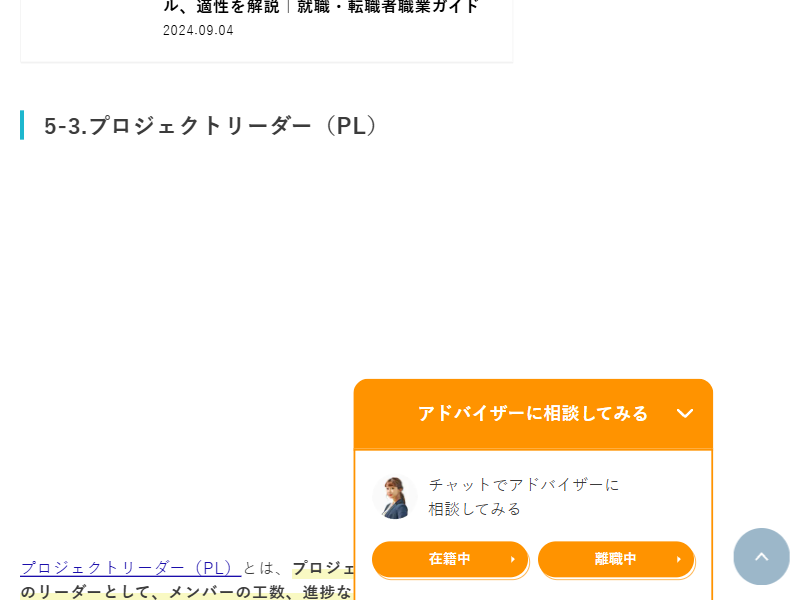 ル、適性を解説｜就職・転職者職業ガイド
2024.09.04
5-3.プロジェクトリーダー（PL）
アドバイザーに相談してみる
チャットでアドバイザーに
相談してみる
在籍中
離職中
プロジェクトリーダー（PL）とは、プロジェ
のリーダーとして、メンバーの工数、進捗な